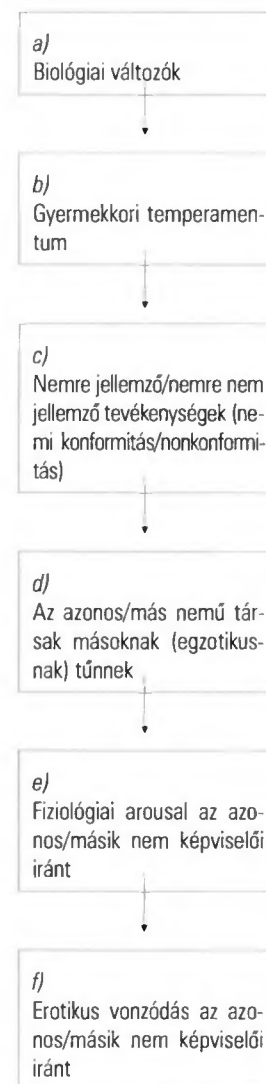 a)
Biológiai változók
b)
Gyermekkori temperamen-
tum
c)
Nemre jellemző/nemre nem
jellemző tevékenységek (ne-
mi konformitás/nonkonformi-
tás)
d)
Az azonos/más nemű tár-
sak másoknak (egzotikus-
nak) tűnnek
e)
Fiziológiai arousal az azo-
nos/másik nem képviselői
iránt
f)
Erotikus vonzódás az azo-
nos/másik nem képviselői
iránt